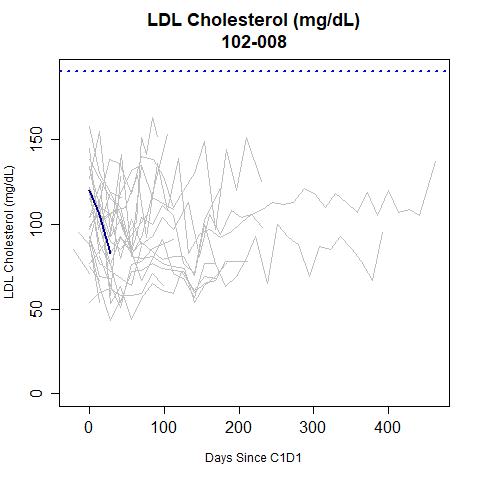 LDL Cholesterol (mg/dL)
102-008
LDL Cholesterol (mg/dL)
150
100
50
0
0 100 200 300 400
Days Since C1D1